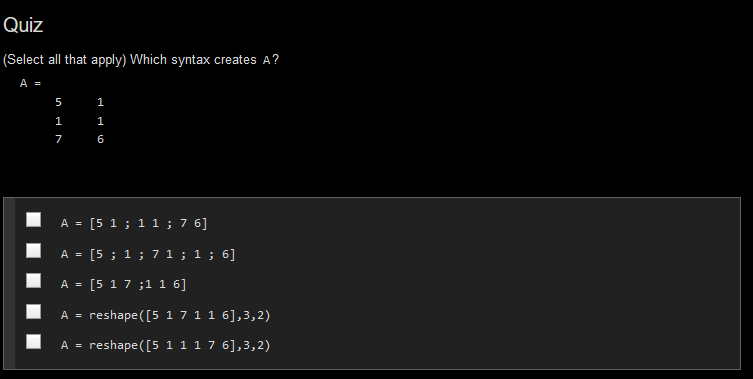 Quiz
(Select all that apply) Which syntax creates A?
A =
5 1
1 1
7 6
A = [5 1 ; 1 1 ; 7 6]
A = [5 ; 1 ; 7 1 ; 1 ; 6]
A = [5 1 7 ;1 1 6]
A = reshape([5 1 7 1 1 6],3,2)
A = reshape([5 1 1 1 7 6],3,2)